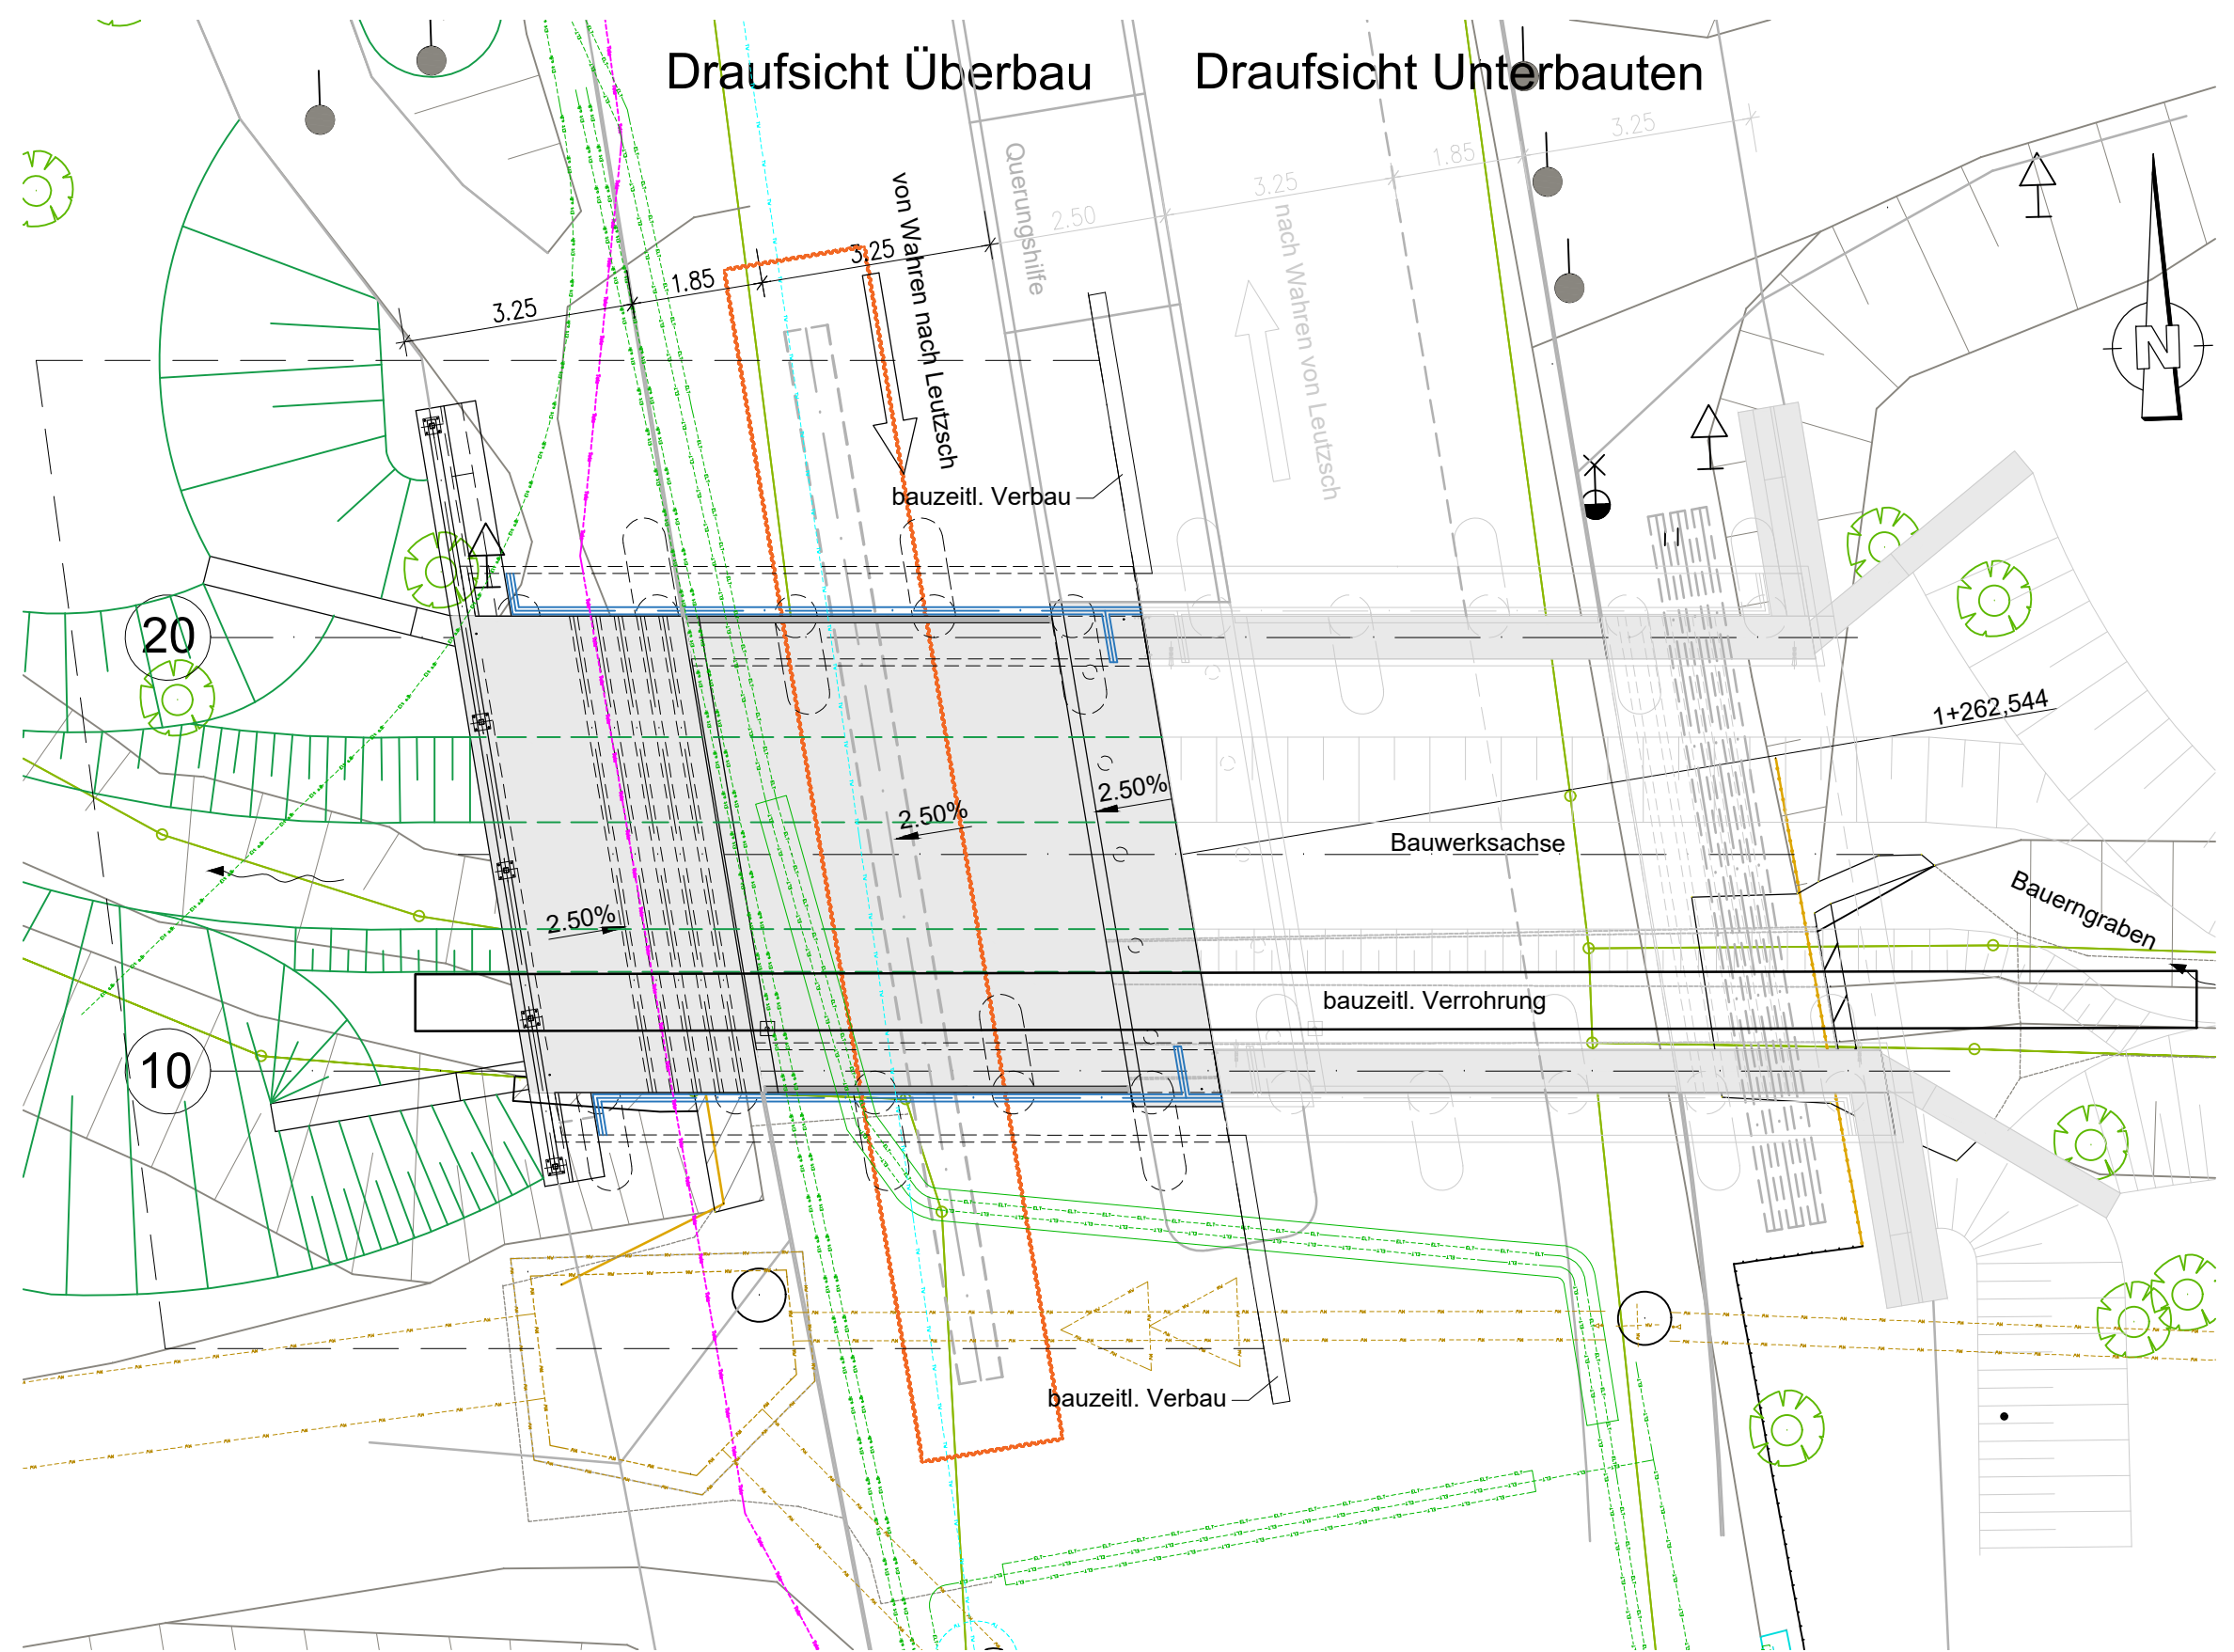 Draufsicht Überbau
Draufsicht Unterbauten
3.25
1.85
3.25
2.50
3.25
1.85
3.25
Querungshilfe
von Wahren nach Leutzsch
nach Wahren von Leutzsch
N
bauzeitl. Verbau
20
1+262,544
2.50%
2.50%
Bauwerksachse
2.50%
Bauerngraben
bauzeitl. Verrohrung
10
bauzeitl. Verbau